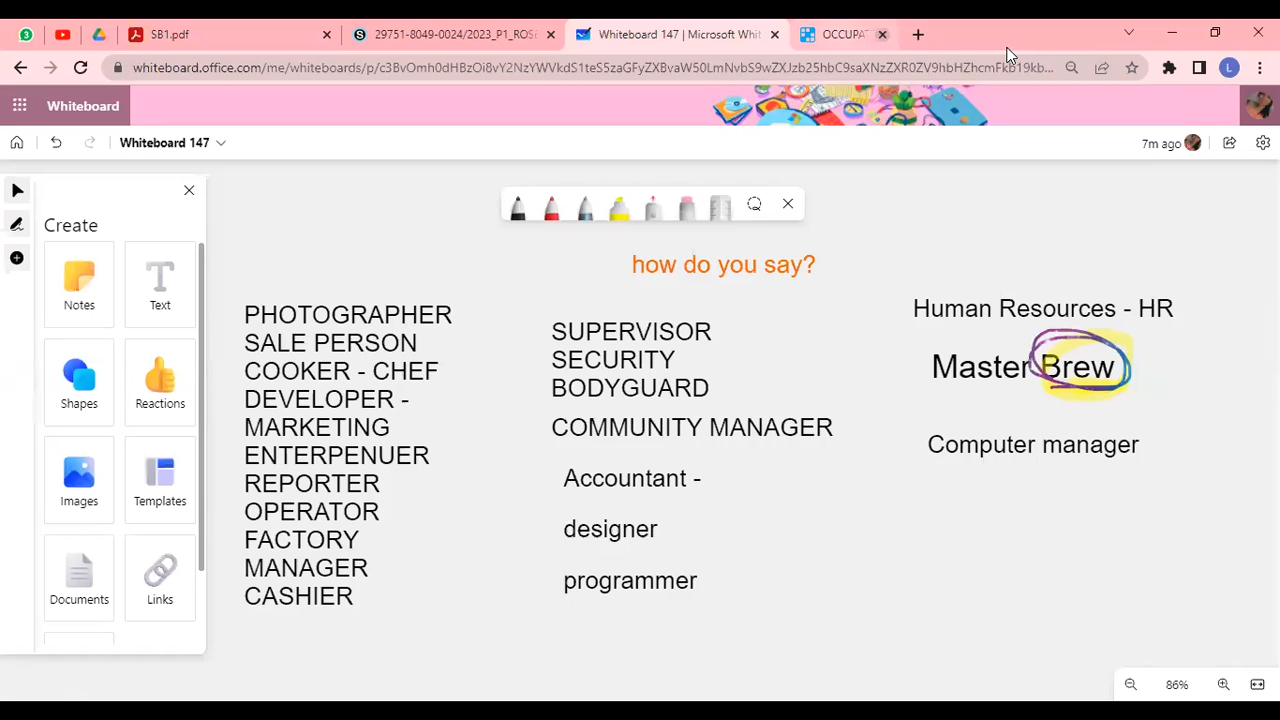 SB1.pdf
29751-8049-0024/2023_P1_ROS
Whiteboard 147 | Microsoft Whit
OCCUPAT
Whiteboard
Whiteboard 147
7m ago
Create
Notes
Text
Shapes
Reactions
Images
Templates
Documents
Links
how do you say?
PHOTOGRAPHER
SALE PERSON
COOKER - CHEF
DEVELOPER -
MARKETING
ENTERPENUER
REPORTER
OPERATOR
FACTORY
MANAGER
CASHIER
SUPERVISOR
SECURITY
BODYGUARD
COMMUNITY MANAGER
Accountant -
designer
programmer
Human Resources - HR
Master Brew
Computer manager
86%